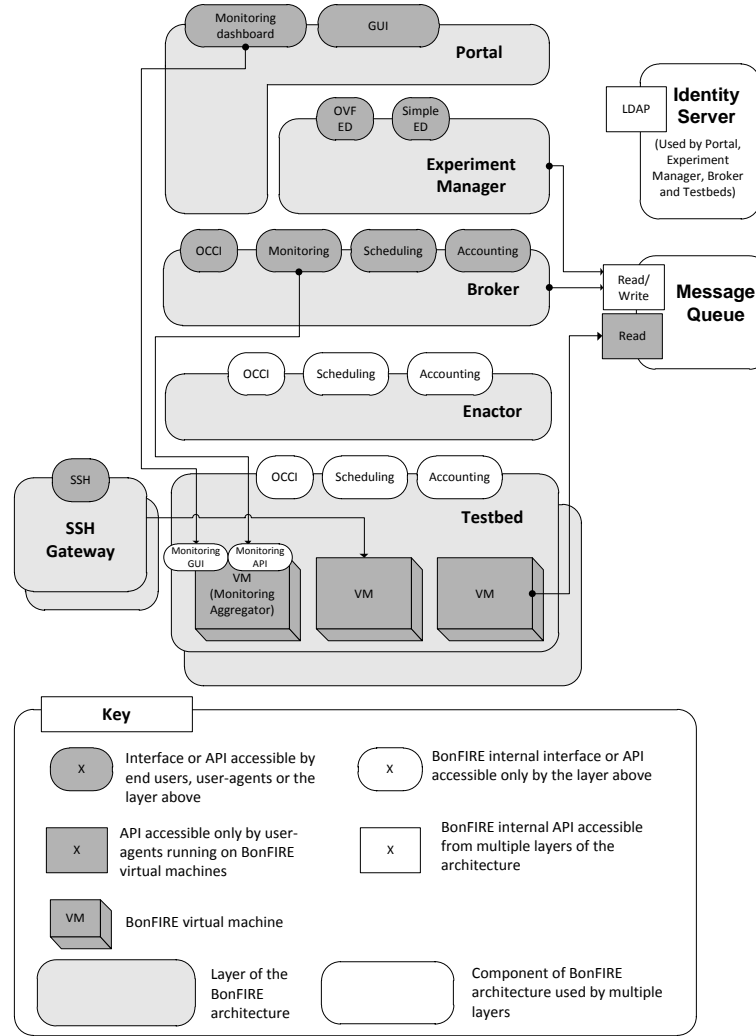 Monitoring
dashboard
GUI
Portal
OVF
ED
Simple
ED
Experiment
Manager
LDAP
Identity
Server
(Used by Portal,
Experiment
Manager, Broker
and Testbeds)
OCCI
Monitoring
Scheduling
Accounting
Broker
Read/
Write
Message
Queue
Read
OCCI
Scheduling
Accounting
Enactor
SSH
SSH
Gateway
OCCI
Scheduling
Accounting
Testbed
Monitoring
GUI
Monitoring
API
VM
(Monitoring
Aggregator)
VM
VM
Key
X
Interface or API accessible by
end users, user-agents or the
layer above
X
BonFIRE internal interface or API
accessible only by the layer above
X
API accessible only by user-
agents running on BonFIRE
virtual machines
X
BonFIRE internal API accessible
from multiple layers of the
architecture
VM
BonFIRE virtual machine
Layer of the
BonFIRE
architecture
Component of BonFIRE
architecture used by multiple
layers